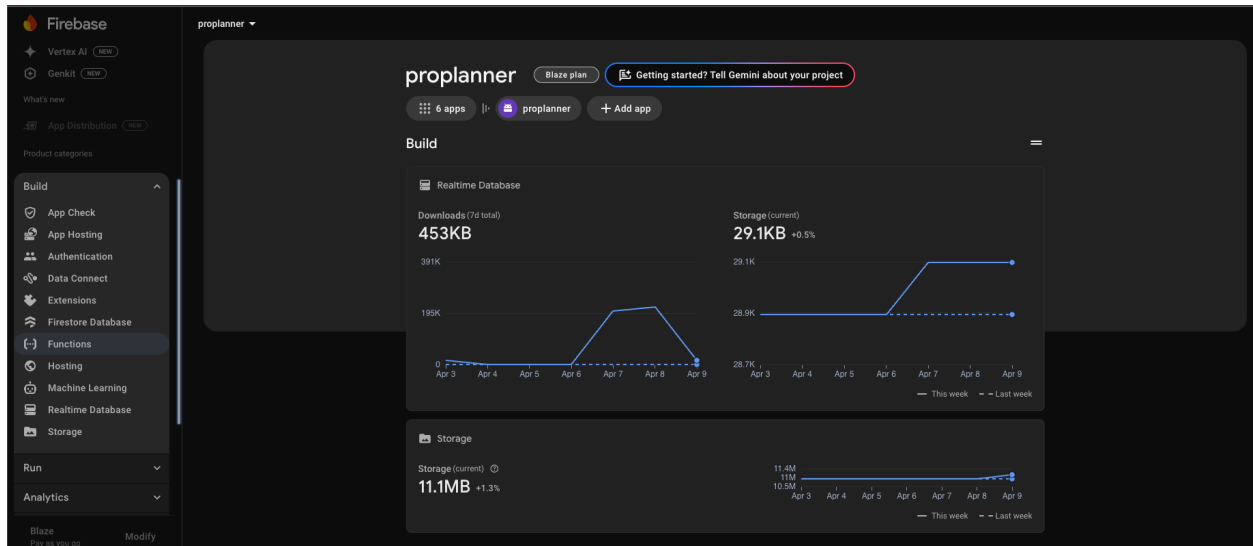 Firebase
Vertex AI NEW
Genkit NEW
What's new
App Distribution NEW
Product categories
Build
App Check
App Hosting
Authentication
Data Connect
Extensions
Firestore Database
Functions
Hosting
Machine Learning
Realtime Database
Storage
Run
Analytics
Blaze
Pay as you go
Modify
proplanner
proplanner Blaze plan Getting started? Tell Gemini about your project
6 apps proplanner + Add app
Build
Realtime Database
Downloads (7d total)
453KB
391K
195K
0
Apr 3 Apr 4 Apr 5 Apr 6 Apr 7 Apr 8 Apr 9
Storage (current)
29.1KB +0.5%
29.1K
28.9K
28.7K
Apr 3 Apr 4 Apr 5 Apr 6 Apr 7 Apr 8 Apr 9
This week Last week
Storage
Storage (current)
11.1MB +1.3%
11.4M
11M
10.5M
Apr 3 Apr 4 Apr 5 Apr 6 Apr 7 Apr 8 Apr 9
This week Last week